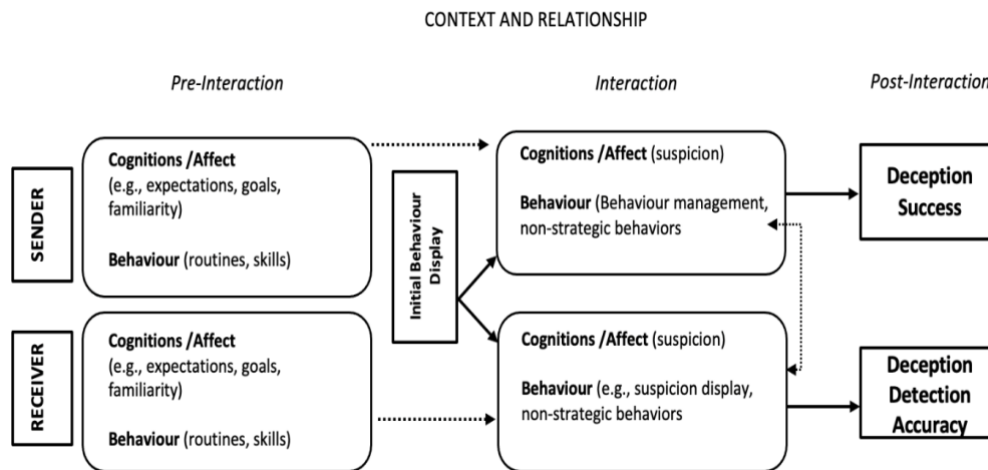 CONTEXT AND RELATIONSHIP
Pre-Interaction
Interaction
Post-Interaction
SENDER
Cognitions /Affect
(e.g., expectations, goals,
familiarity)
Behaviour (routines, skills)
Initial Behaviour
Display
Cognitions /Affect (suspicion)
Behaviour (Behaviour management,
non-strategic behaviors
Deception
Success
RECEIVER
Cognitions /Affect
(e.g., expectations, goals,
familiarity)
Behaviour (routines, skills)
Cognitions /Affect (suspicion)
Behaviour (e.g., suspicion display,
non-strategic behaviors
Deception
Detection
Accuracy